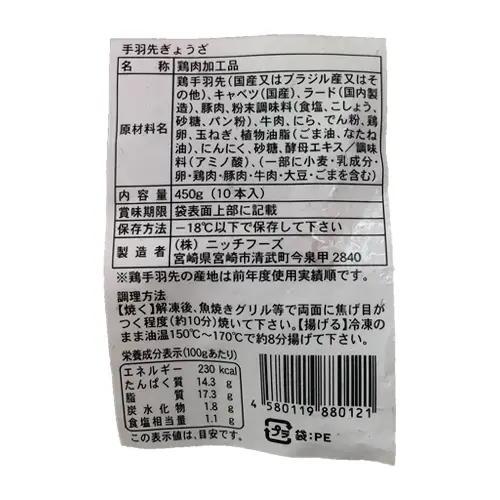 手羽先ぎょうざ
名称 鶏肉加工品
原材料名 鶏手羽先(国産又はブラジル産又はその
他)、キャベツ(国産)、ラード(国内製
造)、豚肉、粉末調味料(食塩、こしょう、
砂糖、パン粉)、牛肉、にら、でん粉、鶏
卵、玉ねぎ、植物油脂(ごま油、なたね
油)、にんにく、砂糖、酵母エキス/調味
料(アミノ酸)、(一部に小麦・乳成分・
卵・鶏肉・豚肉・牛肉・大豆・ごまを含む)
内容量 450g(10本入)
賞味期限 袋表面上部に記載
保存方法 −18℃以下で保存して下さい
製造者 (株)ニッチフーズ
宮崎県宮崎市清武町今泉甲2840
※鶏手羽先の産地は前年度使用実績順です。
調理方法
【焼く】解凍後、魚焼きグリル等で両面に焦げ目が
つく程度(約10分)焼いて下さい。【揚げる】冷凍の
まま油温150℃〜170℃で約8分揚げて下さい。
栄養成分表示(100gあたり)
エネルギー 230 kcal
たんぱく質 14.3 g
脂質 17.3 g
炭水化物 1.8 g
食塩相当量 1.1 g
この表示値は、目安です。
4 580119 880121
プラ 袋:PE